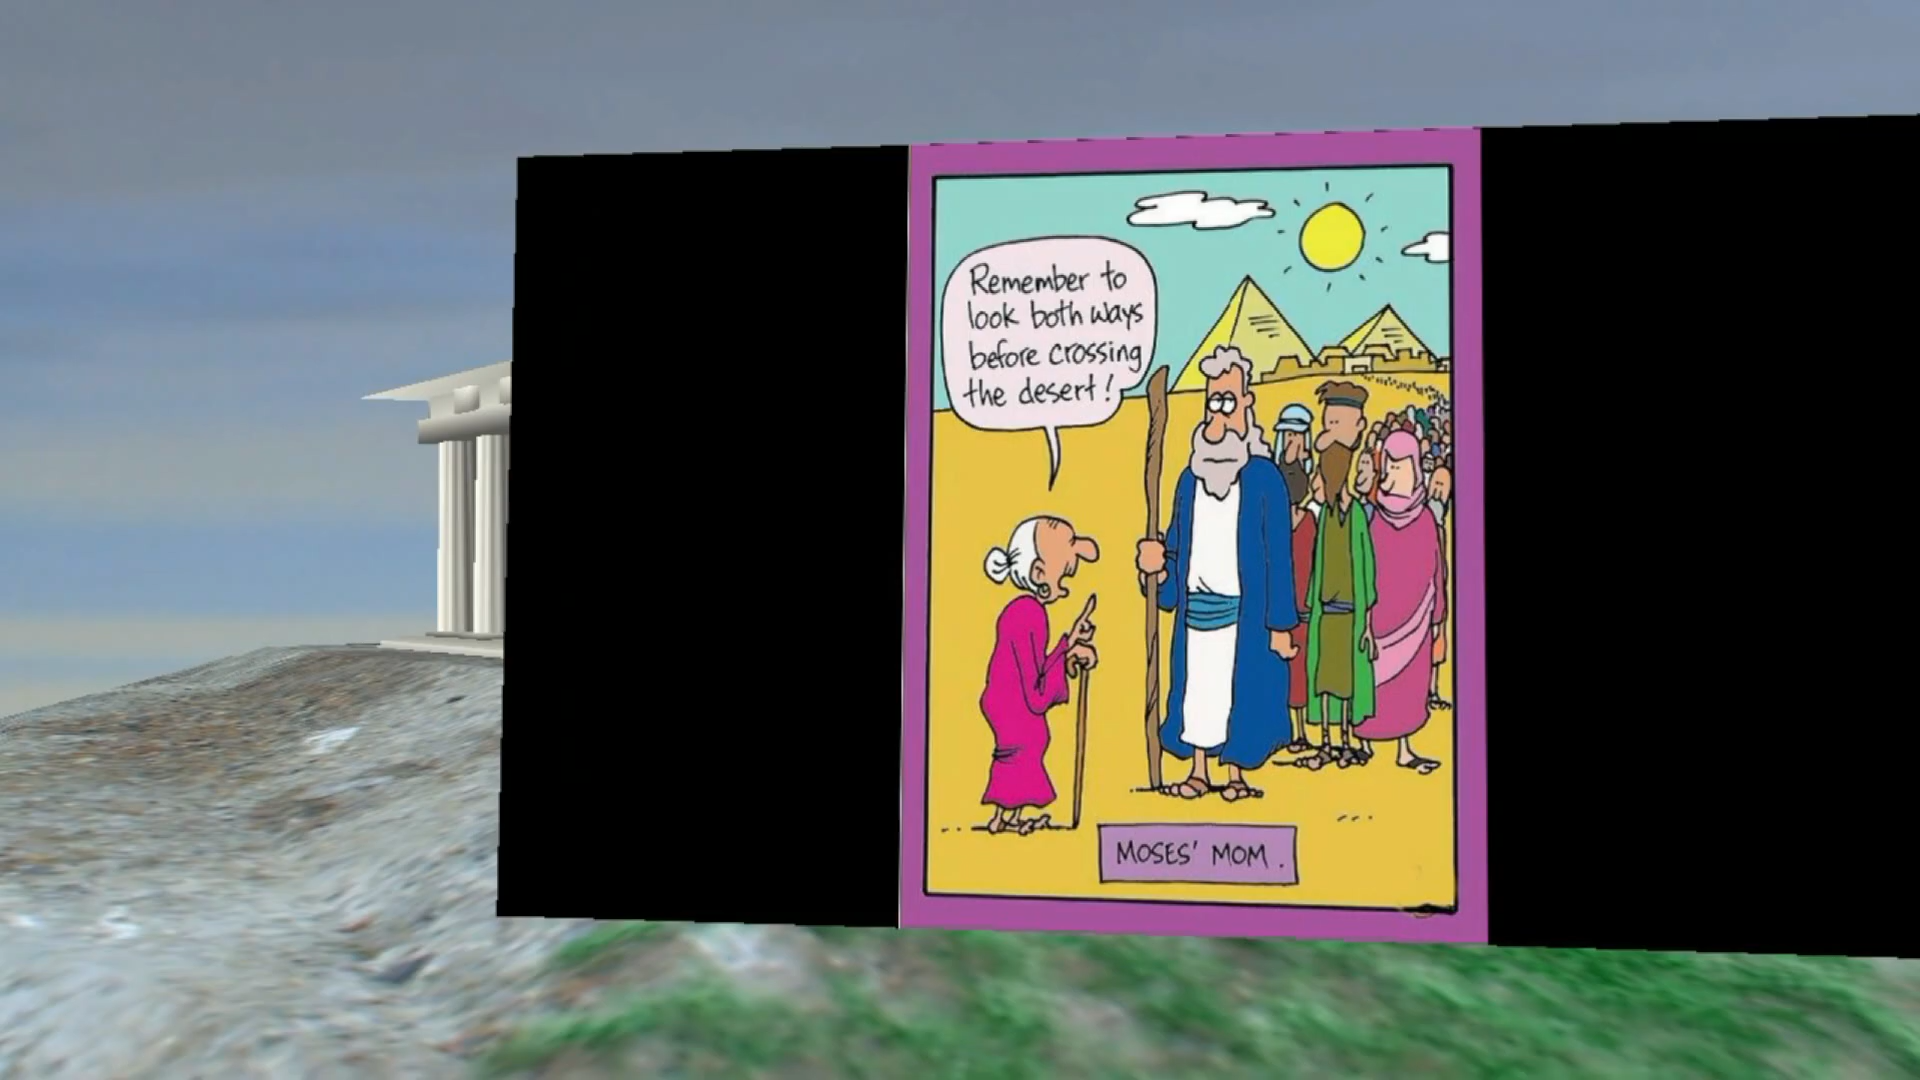 Remember to
look both ways
before crossing
the desert!
MOSES' MOM.